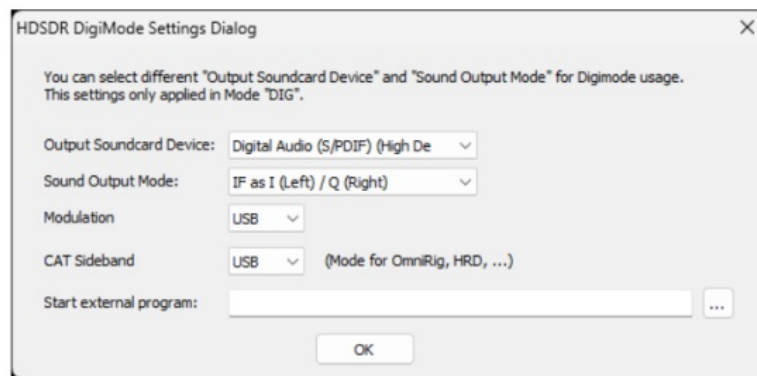 HDSDR DigiMode Settings Dialog
You can select different "Output Soundcard Device" and "Sound Output Mode" for Digimode usage.
This settings only applied in Mode "DIG".
Output Soundcard Device: Digital Audio (S/PDIF) (High De
Sound Output Mode: IF as I (Left) / Q (Right)
Modulation USB
CAT Sideband USB (Mode for OmniRig, HRD, ...)
Start external program: ...
OK